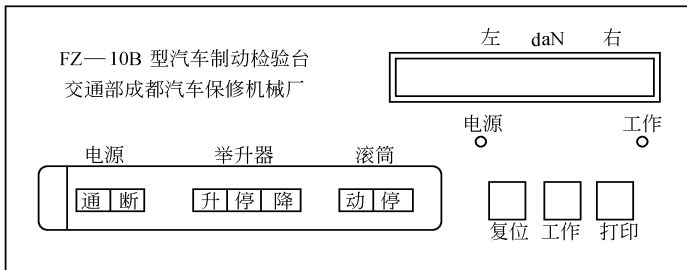 左 daN 右
FZ—10B 型汽车制动检验台
交通部成都汽车保修机械厂
电源 工作
电源 举升器 滚筒
通 断 升 停 降 动 停
复位 工作 打印